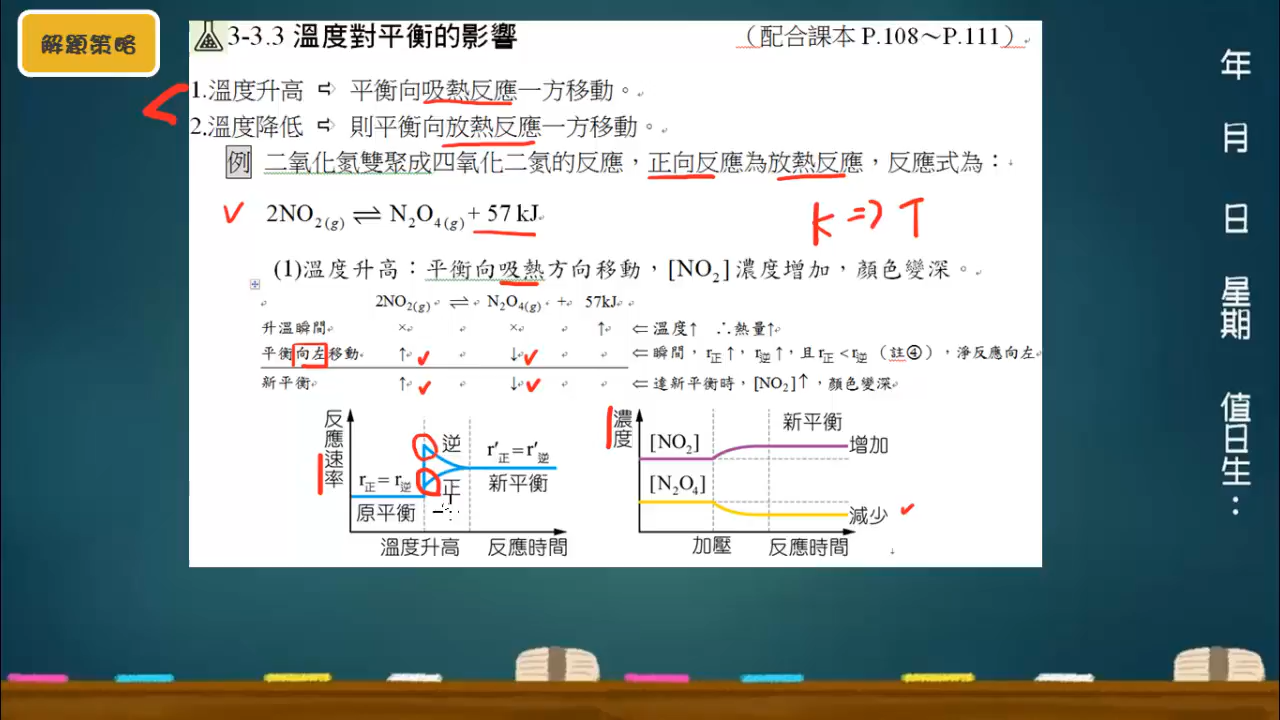 解題策略
3-3.3 溫度對平衡的影響 （配合課本 P.108～P.111）
1.溫度升高 ⇨ 平衡向吸熱反應一方移動。
2.溫度降低 ⇨ 則平衡向放熱反應一方移動。
例 二氧化氮雙聚成四氧化二氮的反應，正向反應為放熱反應，反應式為：
2NO₂(g) ⇌ N₂O₄(g) + 57 kJ
K => T
(1)溫度升高：平衡向吸熱方向移動，[NO₂]濃度增加，顏色變深。
2NO₂(g) ⇌ N₂O₄(g) + 57kJ
升溫瞬間 × × ↑ ⇐ 溫度↑ ∴熱量↑
平衡向左移動 ↑ ↓ ⇐ 瞬間，r正↑，r逆↑，且 r正 < r逆（註④），淨反應向左
新平衡 ↑ ↓ ⇐ 達新平衡時，[NO₂]↑，顏色變深
反應速率
逆
r正 = r逆
r′正 = r′逆
正
新平衡
原平衡
溫度升高
反應時間
濃度
新平衡
[NO₂]
增加
[N₂O₄]
減少
加壓
反應時間
年 月 日 星期 值日生：